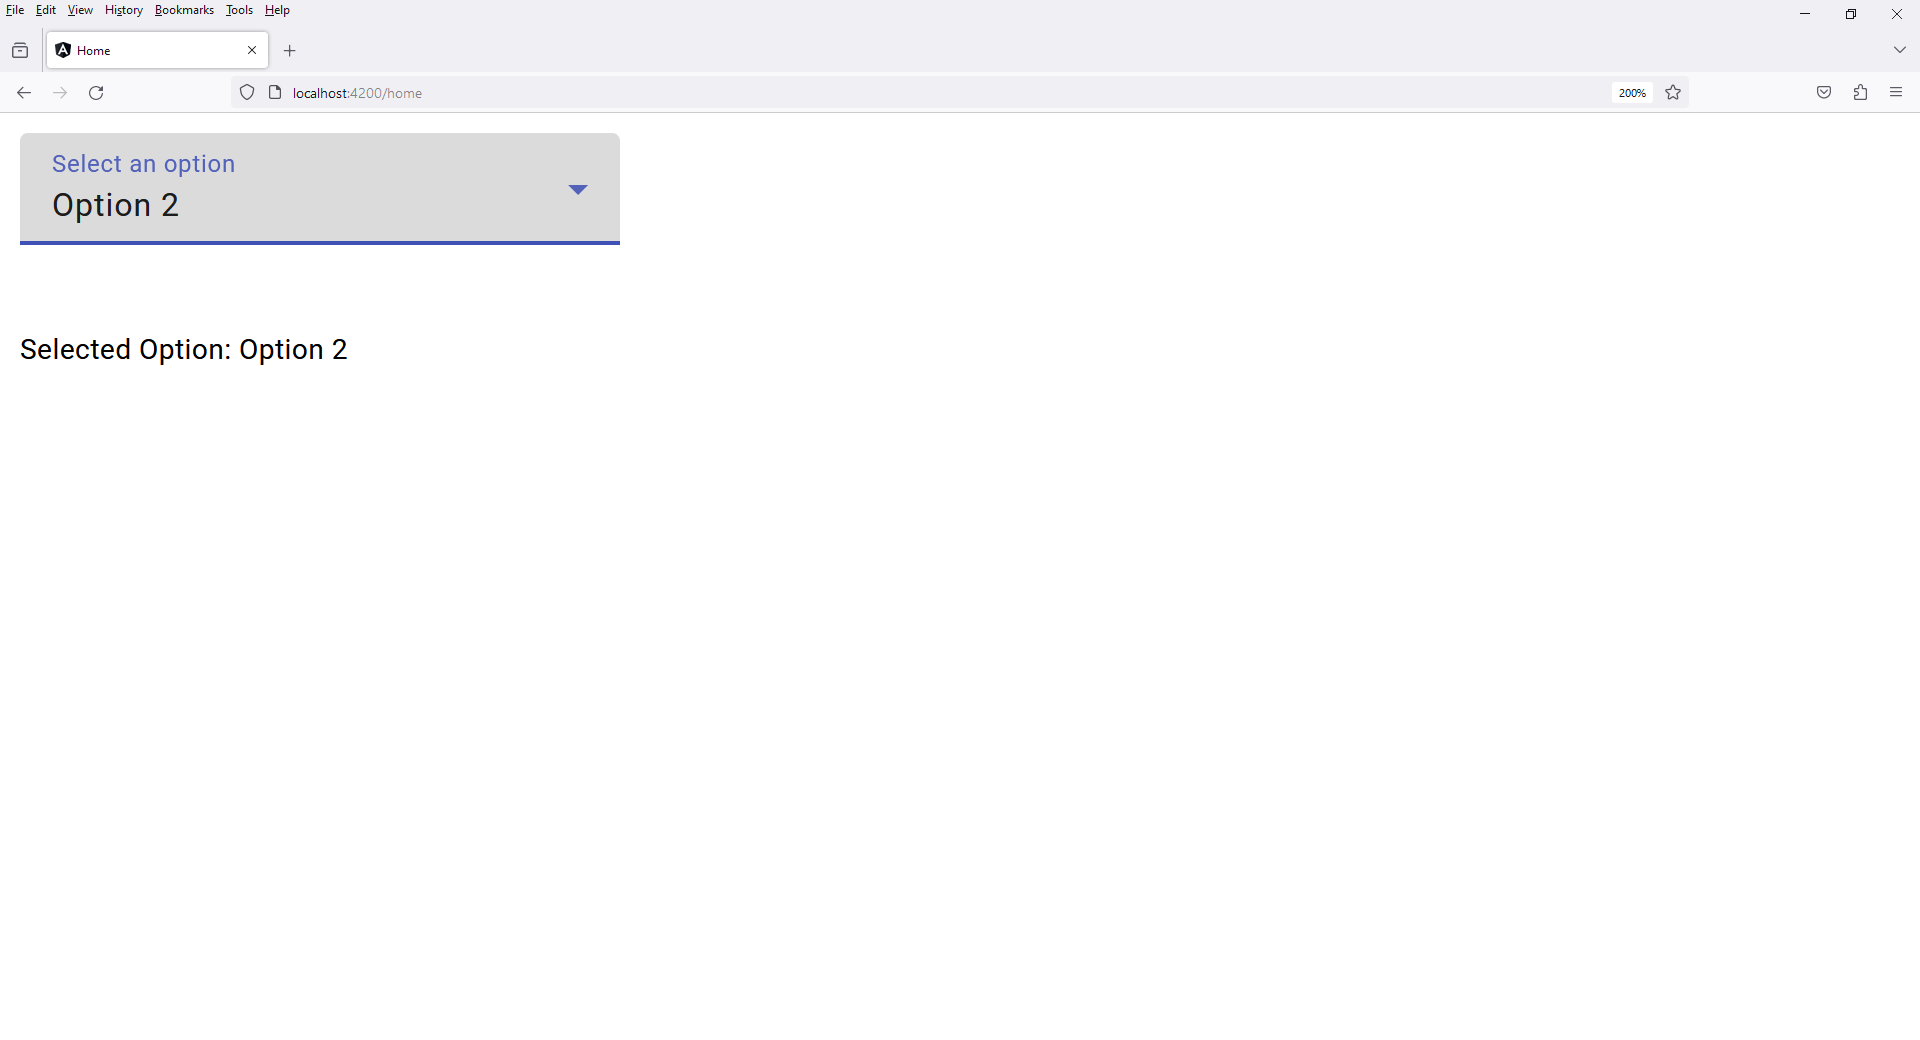 File Edit View History Bookmarks Tools Help
Home
localhost:4200/home
200%
Select an option
Option 2
Selected Option: Option 2